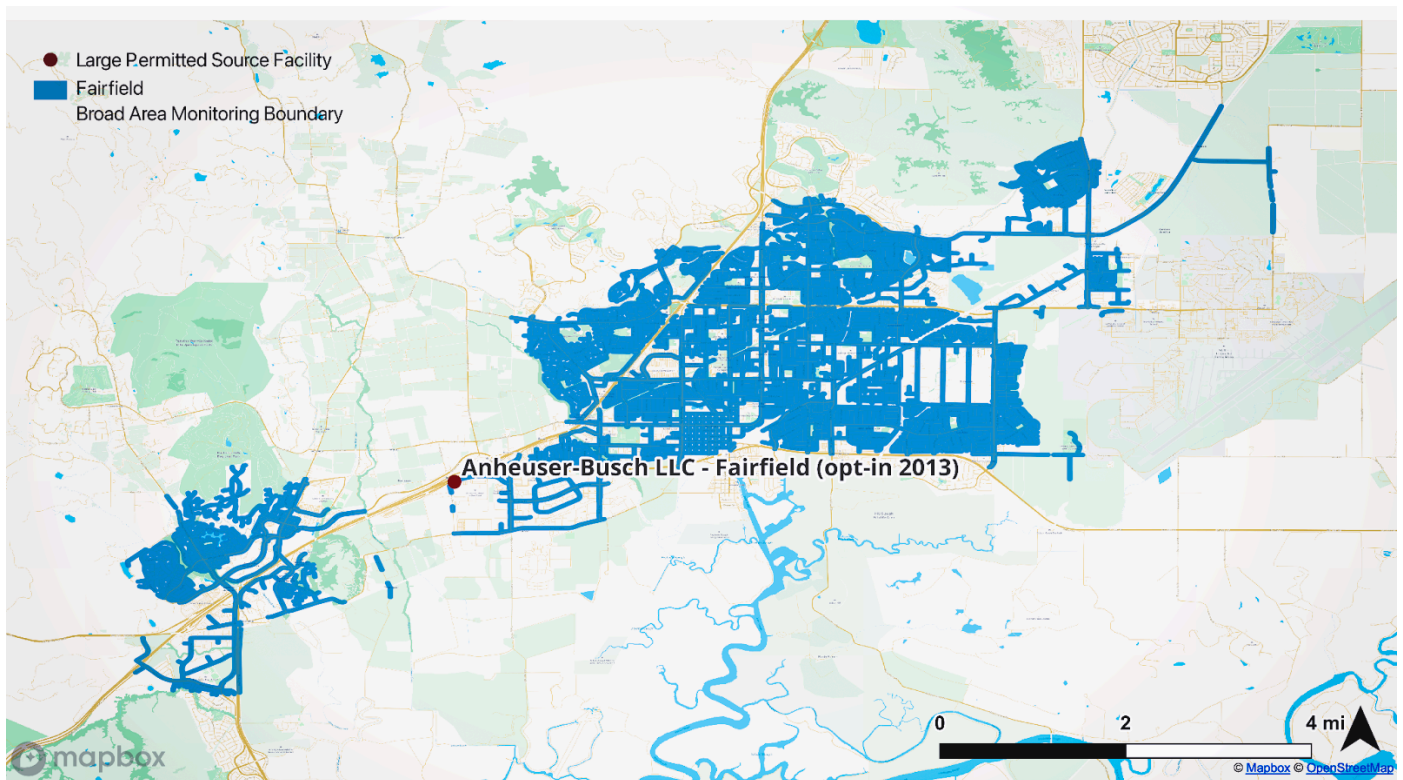 Large Permitted Source Facility
Fairfield
Broad Area Monitoring Boundary
Anheuser-Busch LLC - Fairfield (opt-in 2013)
0 2 4 mi
mapbox
© Mapbox © OpenStreetMap